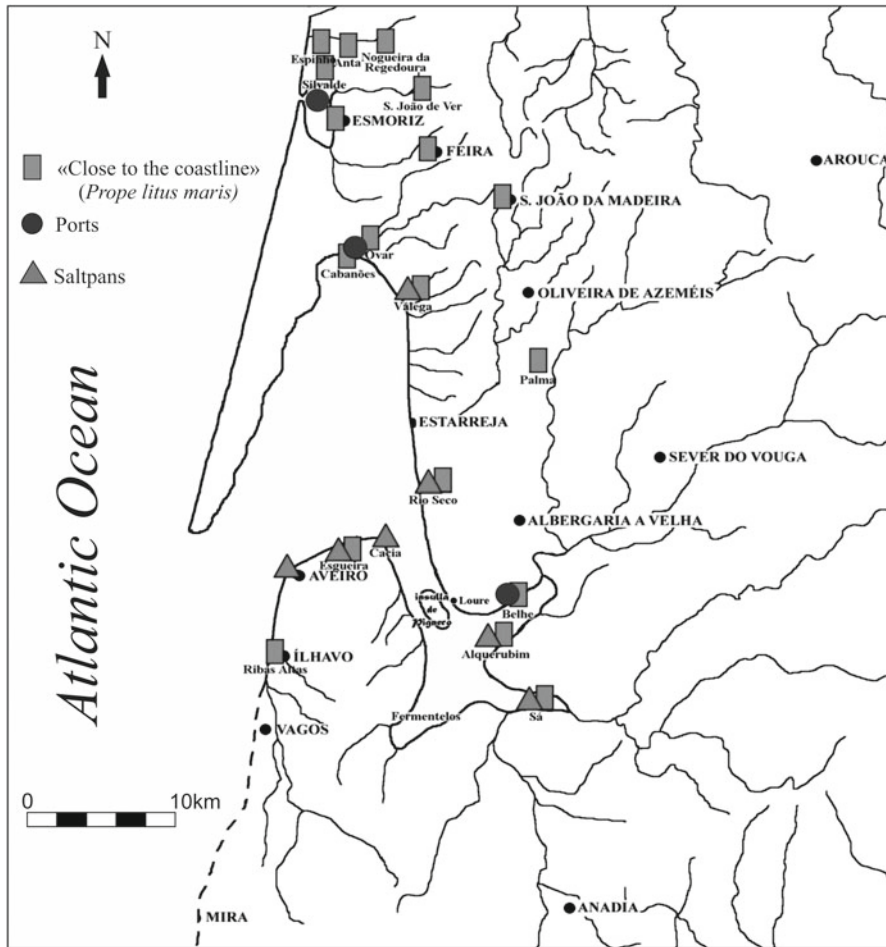 N
«Close to the coastline»
(Prope litus maris)
Ports
Saltpans
Atlantic Ocean
0 10km
Espinho
Anta
Nogueira da
Regedoura
Silvalde
S. João de Ver
ESMORIZ
FEIRA
AROUCA
S. JOÃO DA MADEIRA
Ovar
Cabanões
Válega
OLIVEIRA DE AZEMÉIS
Palma
ESTARREJA
SEVER DO VOUGA
Rio Seco
ALBERGARIA A VELHA
Cacia
Esgueira
AVEIRO
insulla
de
Loure
Belhe
Alquerubim
ÍLHAVO
Ribas Altas
Sá
Fermentelos
VAGOS
MIRA
ANADIA